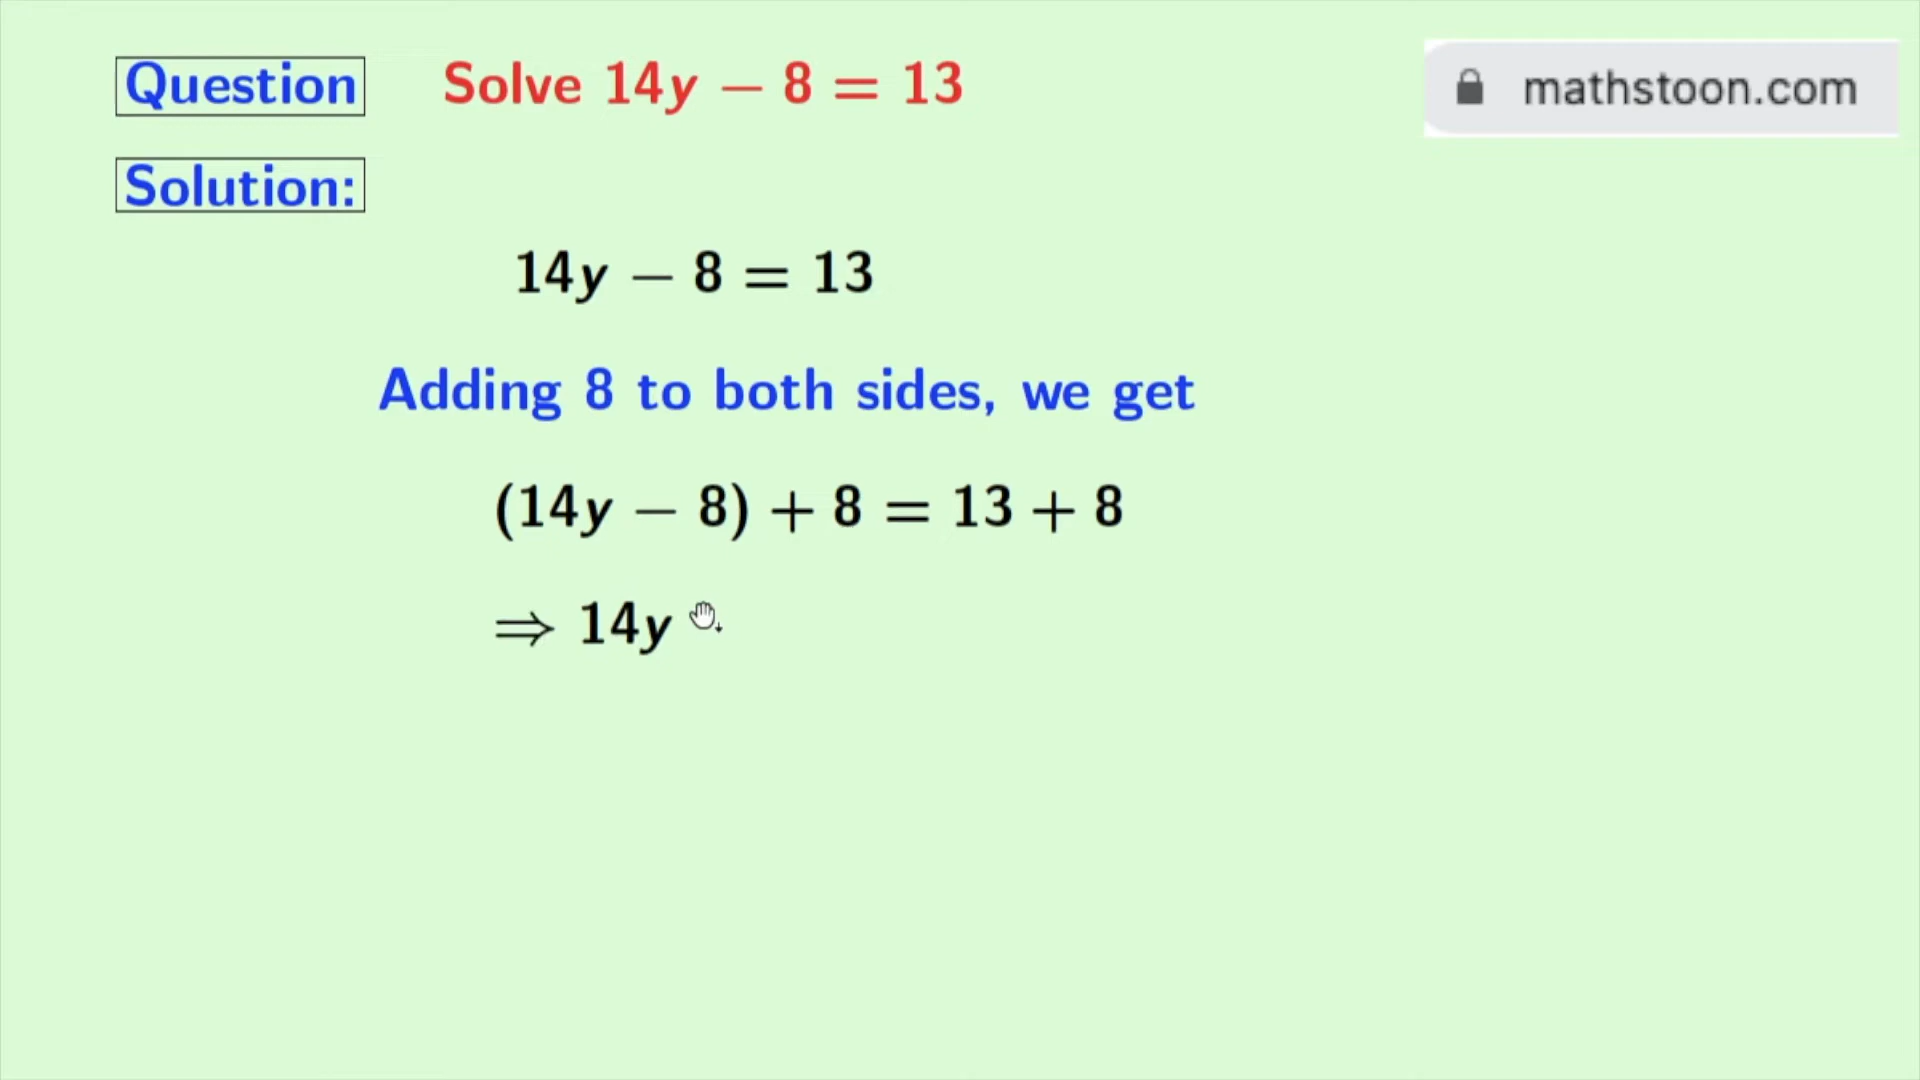 Question Solve 14y − 8 = 13
mathstoon.com
Solution:
14y − 8 = 13
Adding 8 to both sides, we get
(14y − 8) + 8 = 13 + 8
⇒ 14y